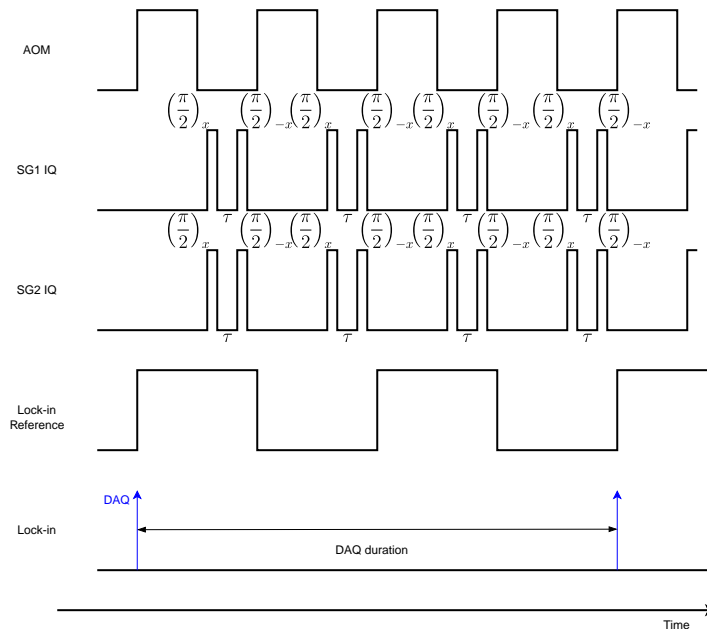 AOM
(π/2)x (π/2)−x (π/2)x (π/2)−x (π/2)x (π/2)−x (π/2)x (π/2)−x
SG1 IQ
τ τ τ τ
(π/2)x (π/2)−x (π/2)x (π/2)−x (π/2)x (π/2)−x (π/2)x (π/2)−x
SG2 IQ
τ τ τ τ
Lock-in
Reference
DAQ
Lock-in
DAQ duration
Time